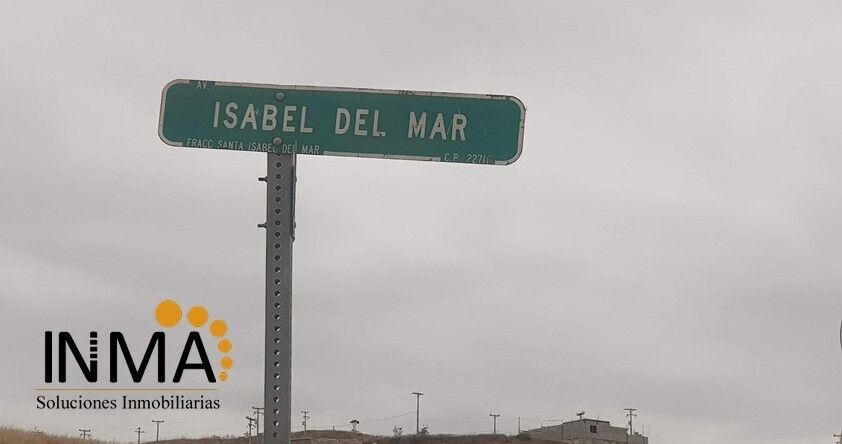 AV.
ISABEL DEL MAR
FRACC SANTA ISABEL DEL MAR
C.P. 22710
INMA
Soluciones Inmobiliarias